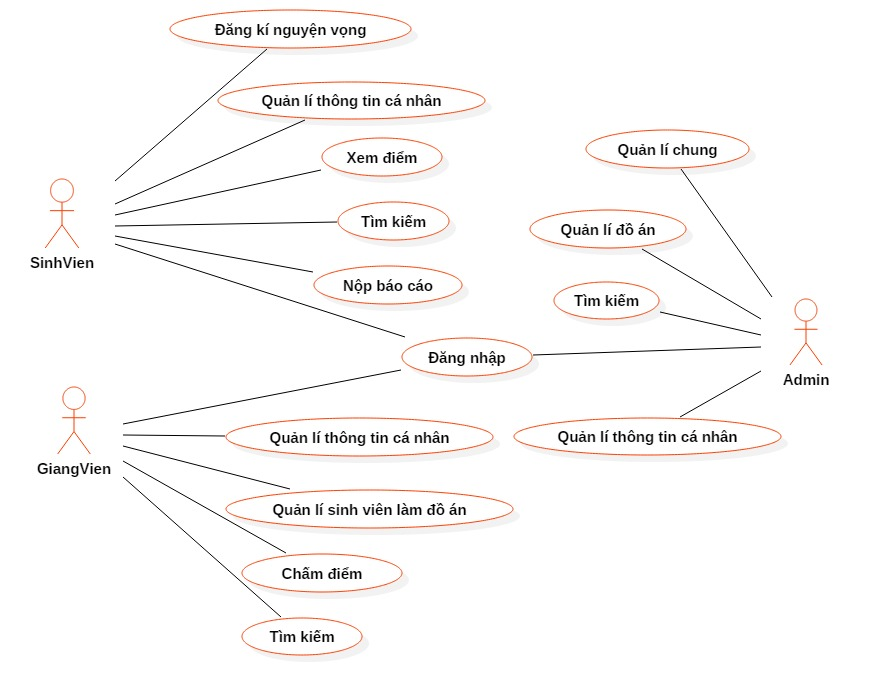 Đăng kí nguyện vọng
Quản lí thông tin cá nhân
Xem điểm
Tìm kiếm
Nộp báo cáo
SinhVien
Quản lí chung
Quản lí đồ án
Tìm kiếm
Đăng nhập
Admin
Quản lí thông tin cá nhân
GiangVien
Quản lí thông tin cá nhân
Quản lí sinh viên làm đồ án
Chấm điểm
Tìm kiếm